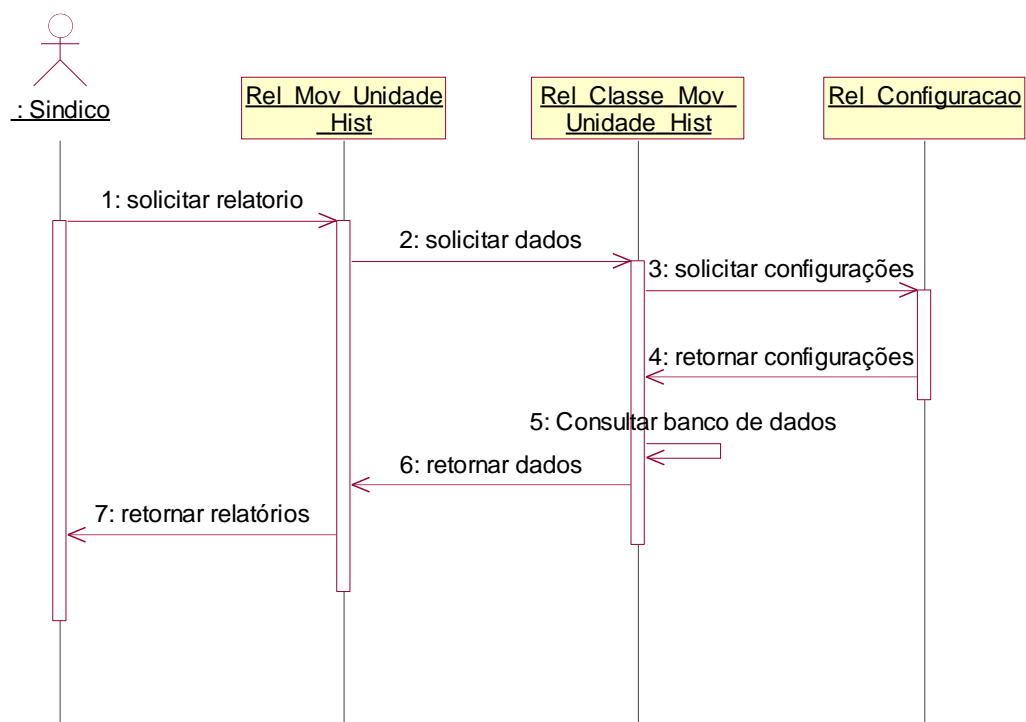 : Sindico
Rel_Mov_Unidade
_Hist
Rel_Classe_Mov_
Unidade_Hist
Rel_Configuracao
1: solicitar relatorio
2: solicitar dados
3: solicitar configurações
4: retornar configurações
5: Consultar banco de dados
6: retornar dados
7: retornar relatórios